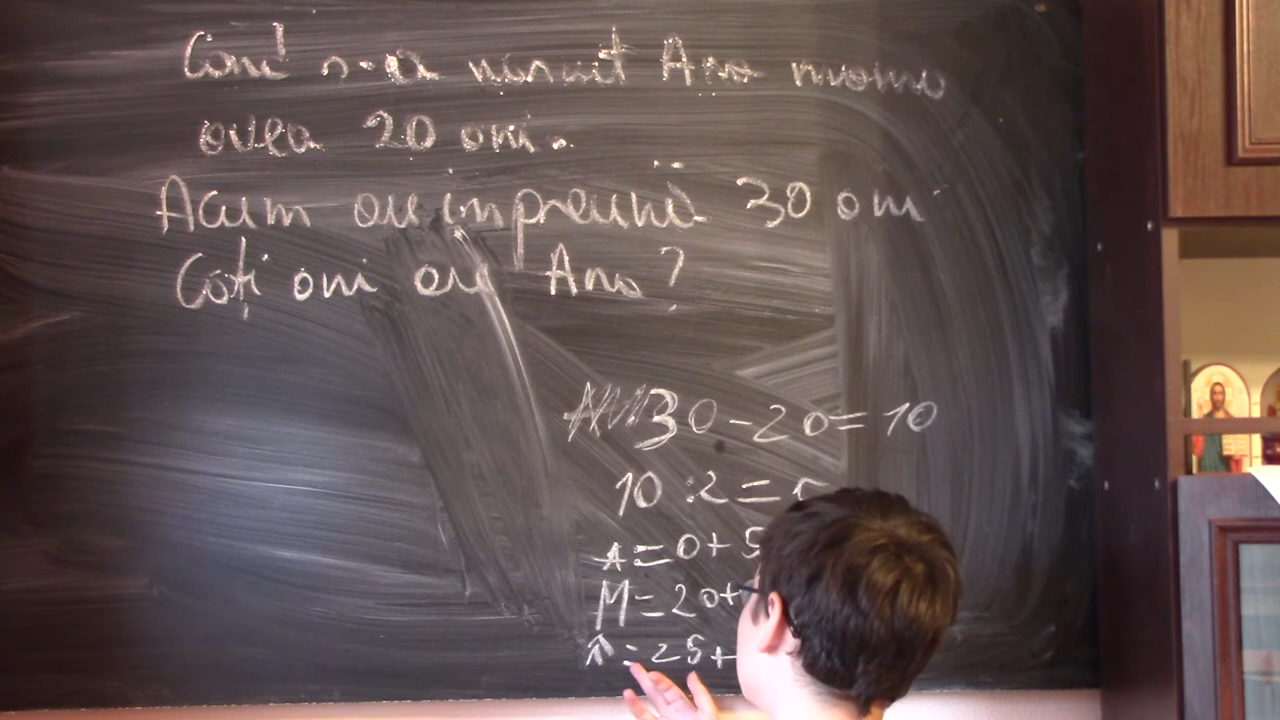 Când s-a născut Ana mama
avea 20 ani.
Acum au împreună 30 ani
Câți ani are Ana?
30-20=10
10:2=
A=0+5
M=20+
P=25+